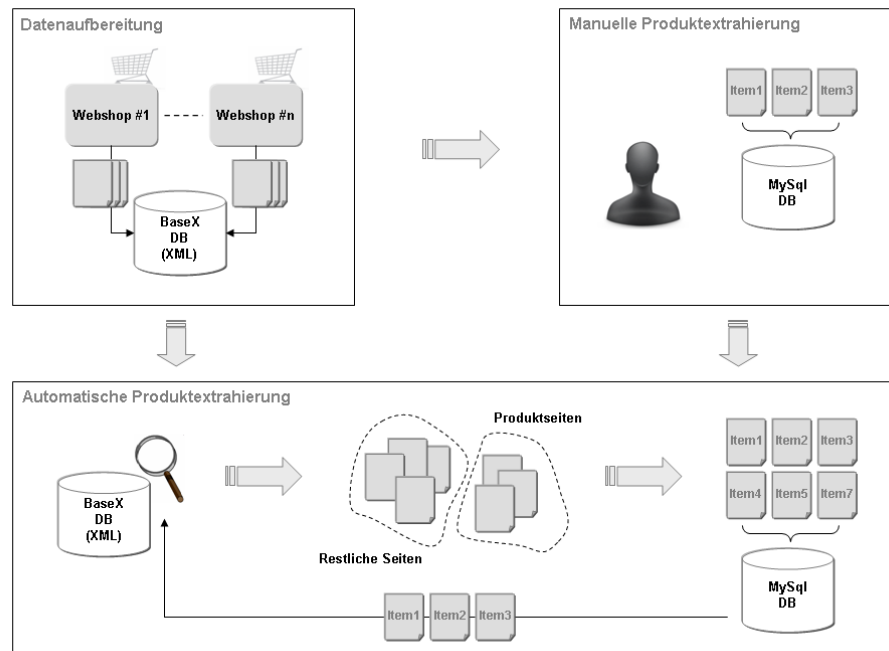 Datenaufbereitung
Webshop #1
Webshop #n
BaseX
DB
(XML)
Manuelle Produktextrahierung
Item1 Item2 Item3
MySql
DB
Automatische Produktextrahierung
BaseX
DB
(XML)
Produktseiten
Restliche Seiten
Item1 Item2 Item3
Item4 Item5 Item7
MySql
DB
Item1 Item2 Item3